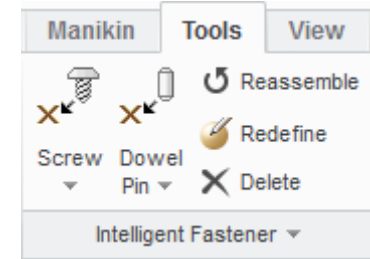 Manikin Tools View
Reassemble
Redefine
Screw Dowel
Pin
Delete
Intelligent Fastener